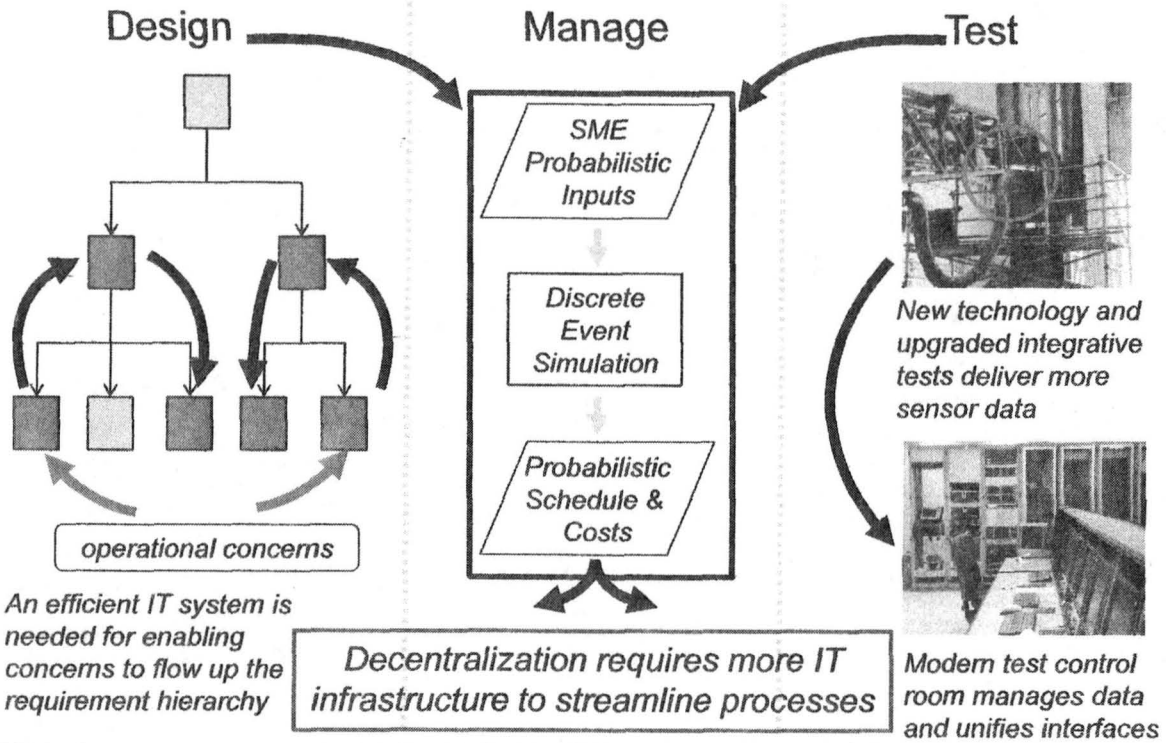 Design
Manage
Test
operational concerns
An efficient IT system is
needed for enabling
concerns to flow up the
requirement hierarchy
SME
Probabilistic
Inputs
Discrete
Event
Simulation
Probabilistic
Schedule &
Costs
Decentralization requires more IT
infrastructure to streamline processes
New technology and
upgraded integrative
tests deliver more
sensor data
Modern test control
room manages data
and unifies interfaces